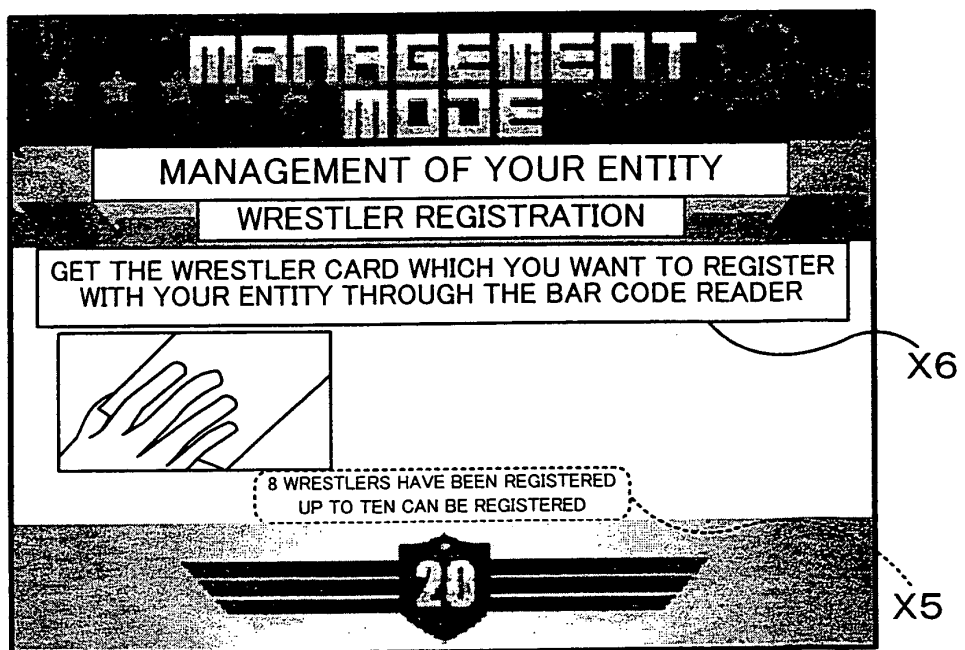 MANAGEMENT
MODE
MANAGEMENT OF YOUR ENTITY
WRESTLER REGISTRATION
GET THE WRESTLER CARD WHICH YOU WANT TO REGISTER
WITH YOUR ENTITY THROUGH THE BAR CODE READER
X6
8 WRESTLERS HAVE BEEN REGISTERED
UP TO TEN CAN BE REGISTERED
20
X5